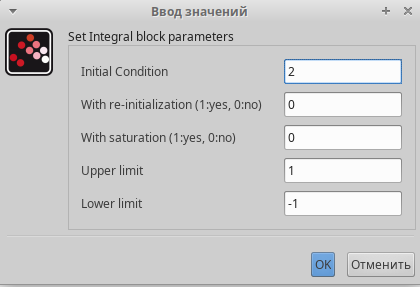 Ввод значений
Set Integral block parameters
Initial Condition 2
With re-initialization (1:yes, 0:no) 0
With saturation (1:yes, 0:no) 0
Upper limit 1
Lower limit -1
OK Отменить